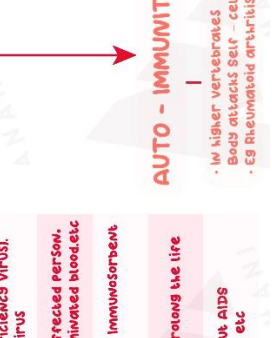 AUTO - IMMUNIT
• IN higher vertebrates
Body attacks self - cel
• Eg Rheumatoid arthritis
ciency virus).
irus
ffected person.
minated blood.etc
Immunosorbent
rolong the life
ut AIDS
etc